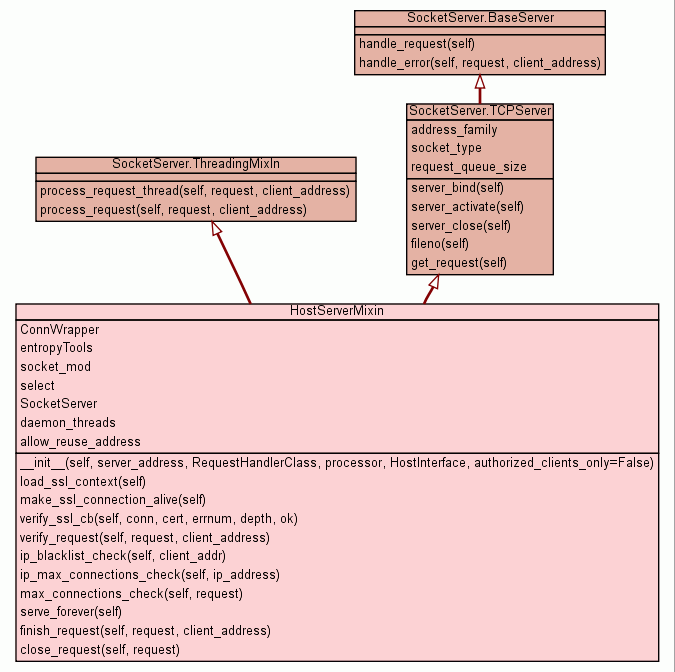 SocketServer.BaseServer
handle_request(self)
handle_error(self, request, client_address)
SocketServer.TCPServer
address_family
socket_type
request_queue_size
server_bind(self)
server_activate(self)
server_close(self)
fileno(self)
get_request(self)
SocketServer.ThreadingMixIn
process_request_thread(self, request, client_address)
process_request(self, request, client_address)
HostServerMixin
ConnWrapper
entropyTools
socket_mod
select
SocketServer
daemon_threads
allow_reuse_address
__init__(self, server_address, RequestHandlerClass, processor, HostInterface, authorized_clients_only=False)
load_ssl_context(self)
make_ssl_connection_alive(self)
verify_ssl_cb(self, conn, cert, errnum, depth, ok)
verify_request(self, request, client_address)
ip_blacklist_check(self, client_addr)
ip_max_connections_check(self, ip_address)
max_connections_check(self, request)
serve_forever(self)
finish_request(self, request, client_address)
close_request(self, request)